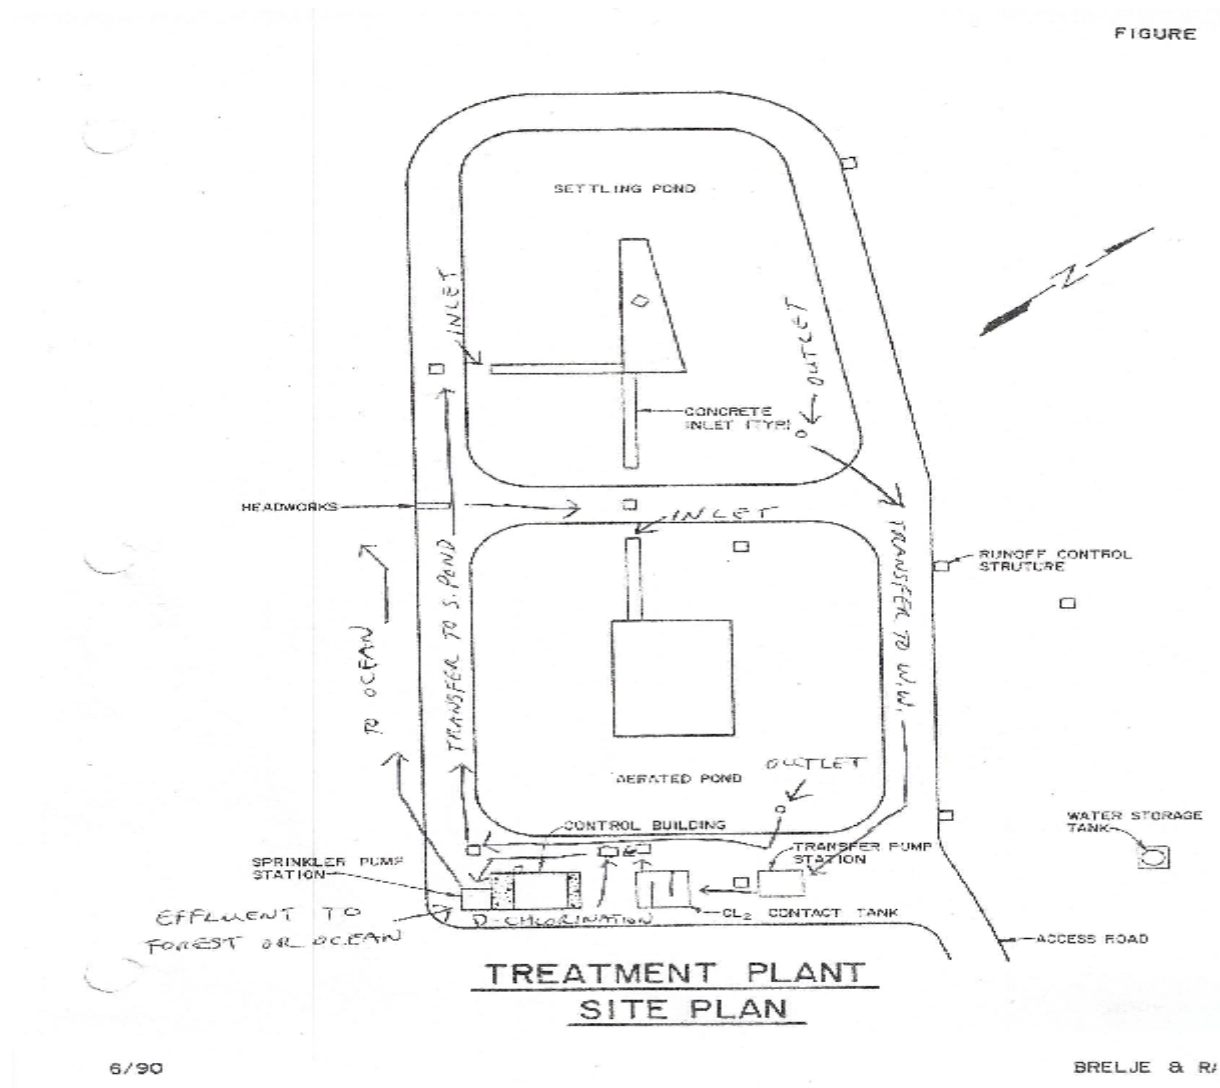 FIGURE
SETTLING POND
INLET
OUTLET
N
CONCRETE
INLET (TYP)
HEADWORKS
INLET
RUNOFF CONTROL
STRUTURE
TRANSFER TO S. POND
TRANSFER TO W.W.
TO OCEAN
AERATED POND
OUTLET
CONTROL BUILDING
WATER STORAGE
TANK
SPRINKLER PUMP
STATION
TRANSFER PUMP
STATION
EFFLUENT TO
FOREST OR OCEAN
D-CHLORINATION
CL₂ CONTACT TANK
ACCESS ROAD
TREATMENT PLANT
SITE PLAN
6/90
BRELJE & RA